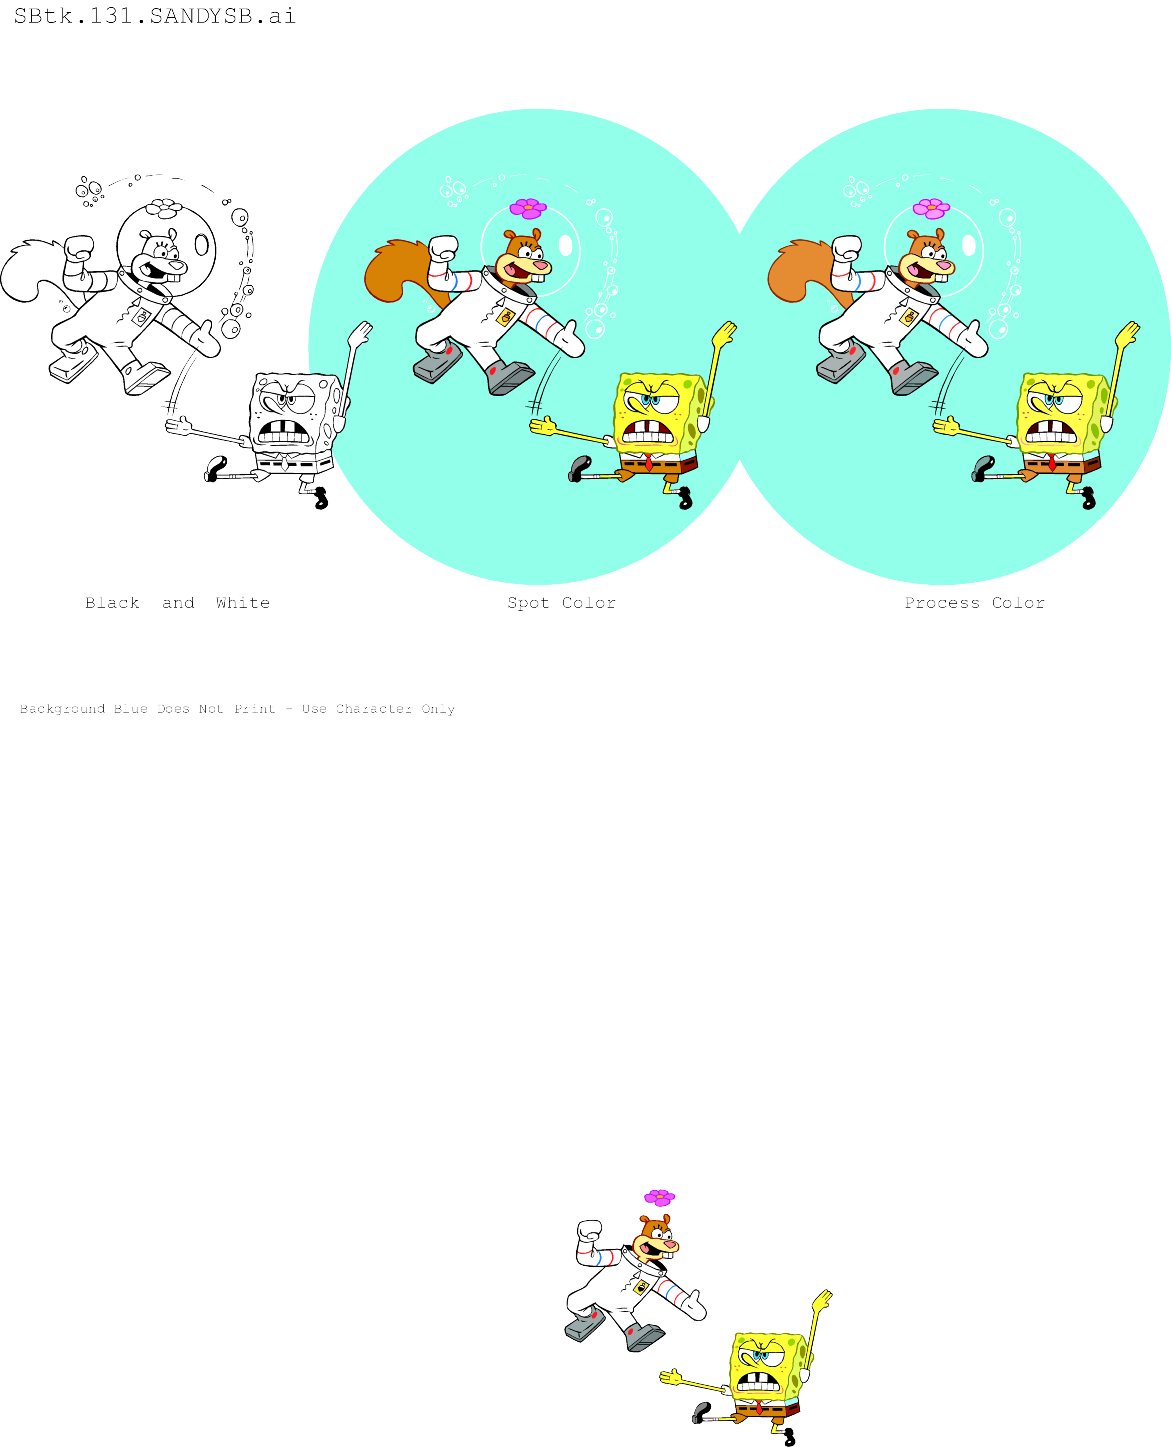 SBtk.131.SANDYSB.ai
Black and White
Spot Color
Process Color
Background Blue Does Not Print - Use Character Only